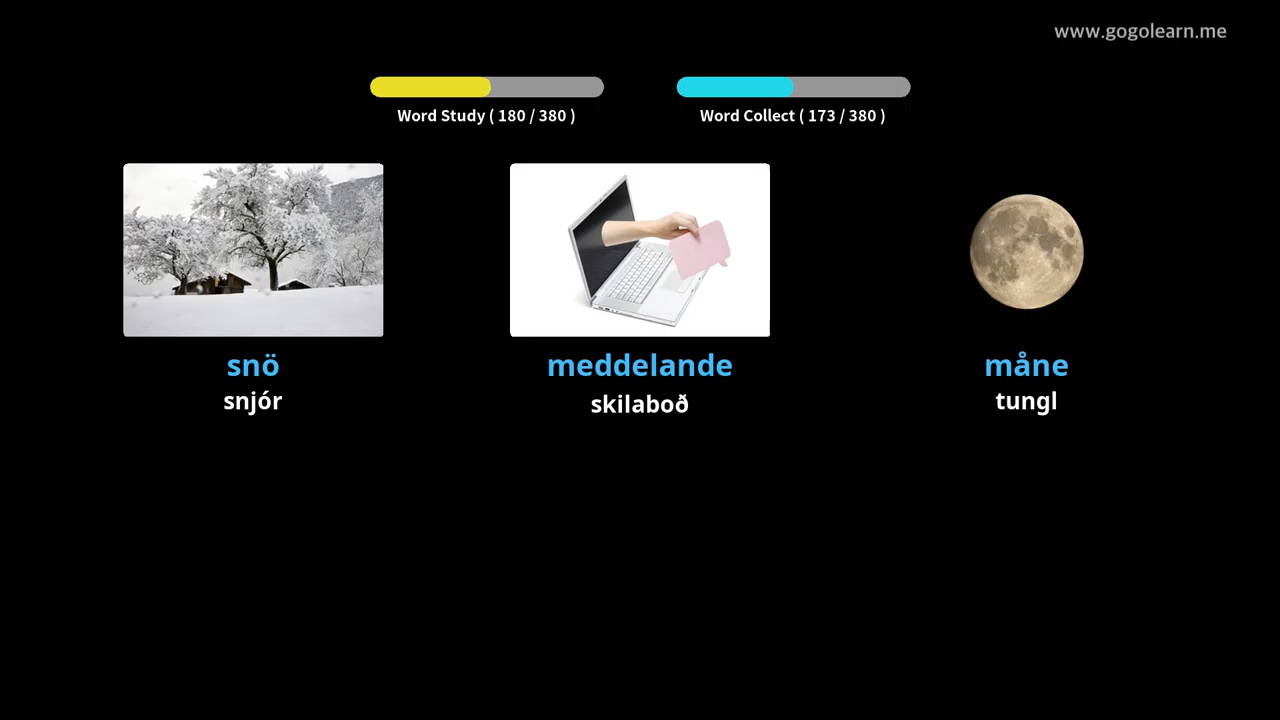 www.gogolearn.me
Word Study ( 180 / 380 )
Word Collect ( 173 / 380 )
snö
snjór
meddelande
skilaboð
måne
tungl